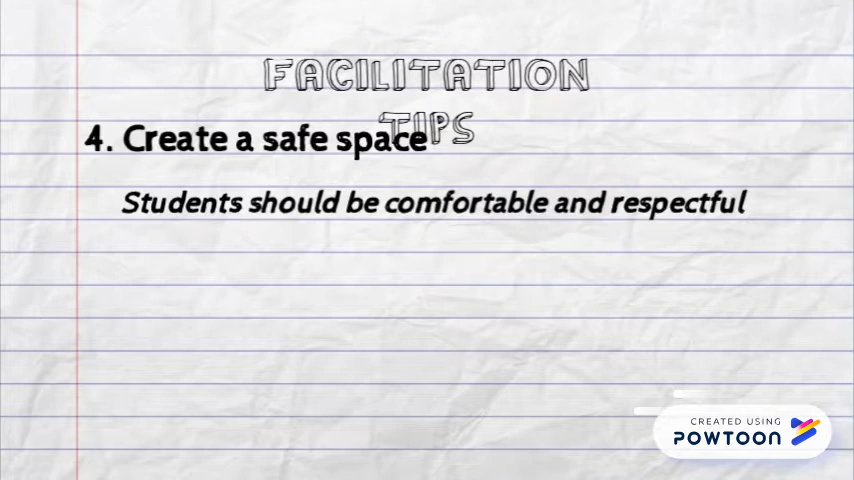 FACILITATION
TIPS
4. Create a safe space
Students should be comfortable and respectful
CREATED USING
POWTOON